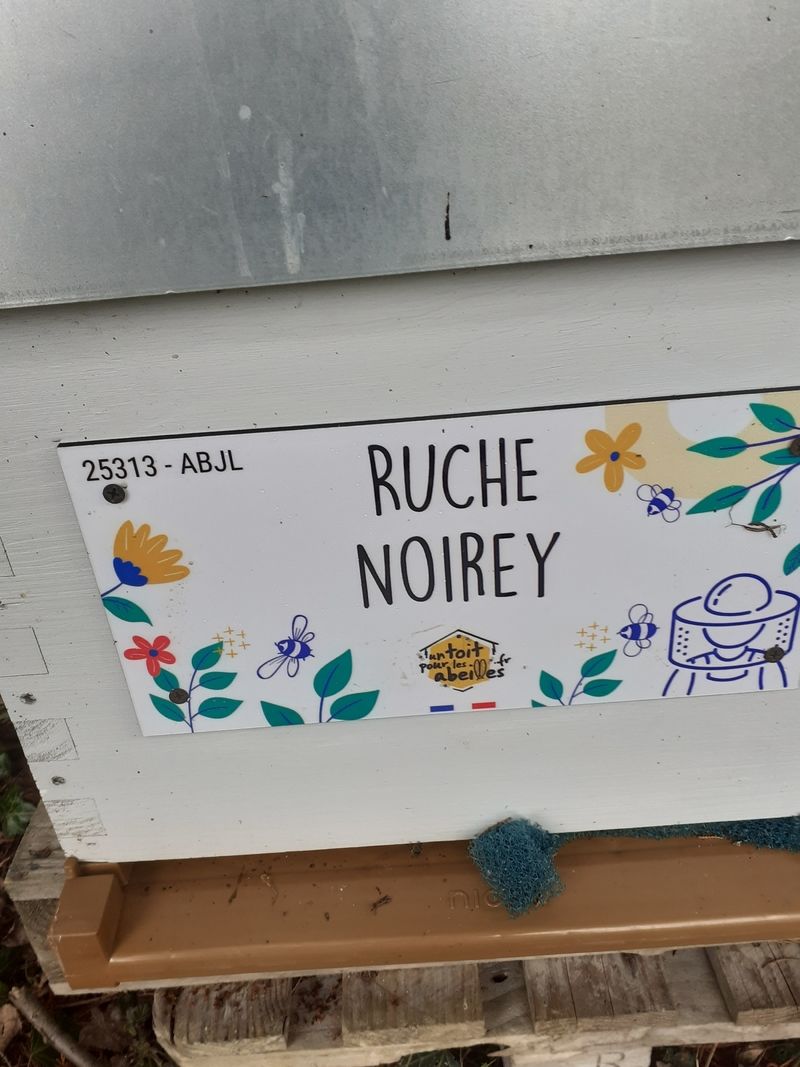 25313 - ABJL
RUCHE
NOIREY
un toit
pour les .fr
abeilles